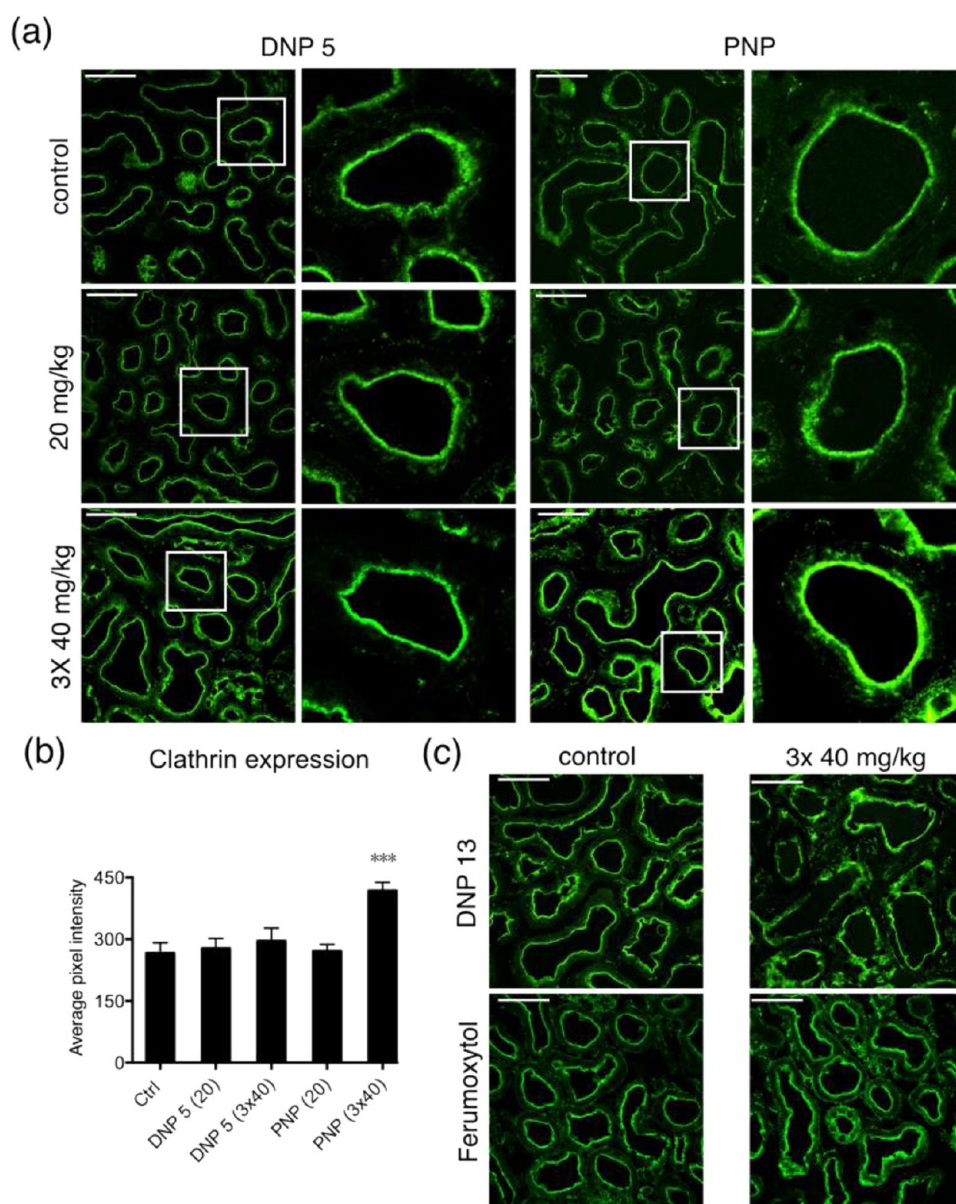 (a)
DNP 5
PNP
control
20 mg/kg
3X 40 mg/kg
(b)
Clathrin expression
***
450
300
150
0
Average pixel intensity
Ctrl
DNP 5 (20)
DNP 5 (3x40)
PNP (20)
PNP (3x40)
(c)
control
3x 40 mg/kg
DNP 13
Ferumoxytol